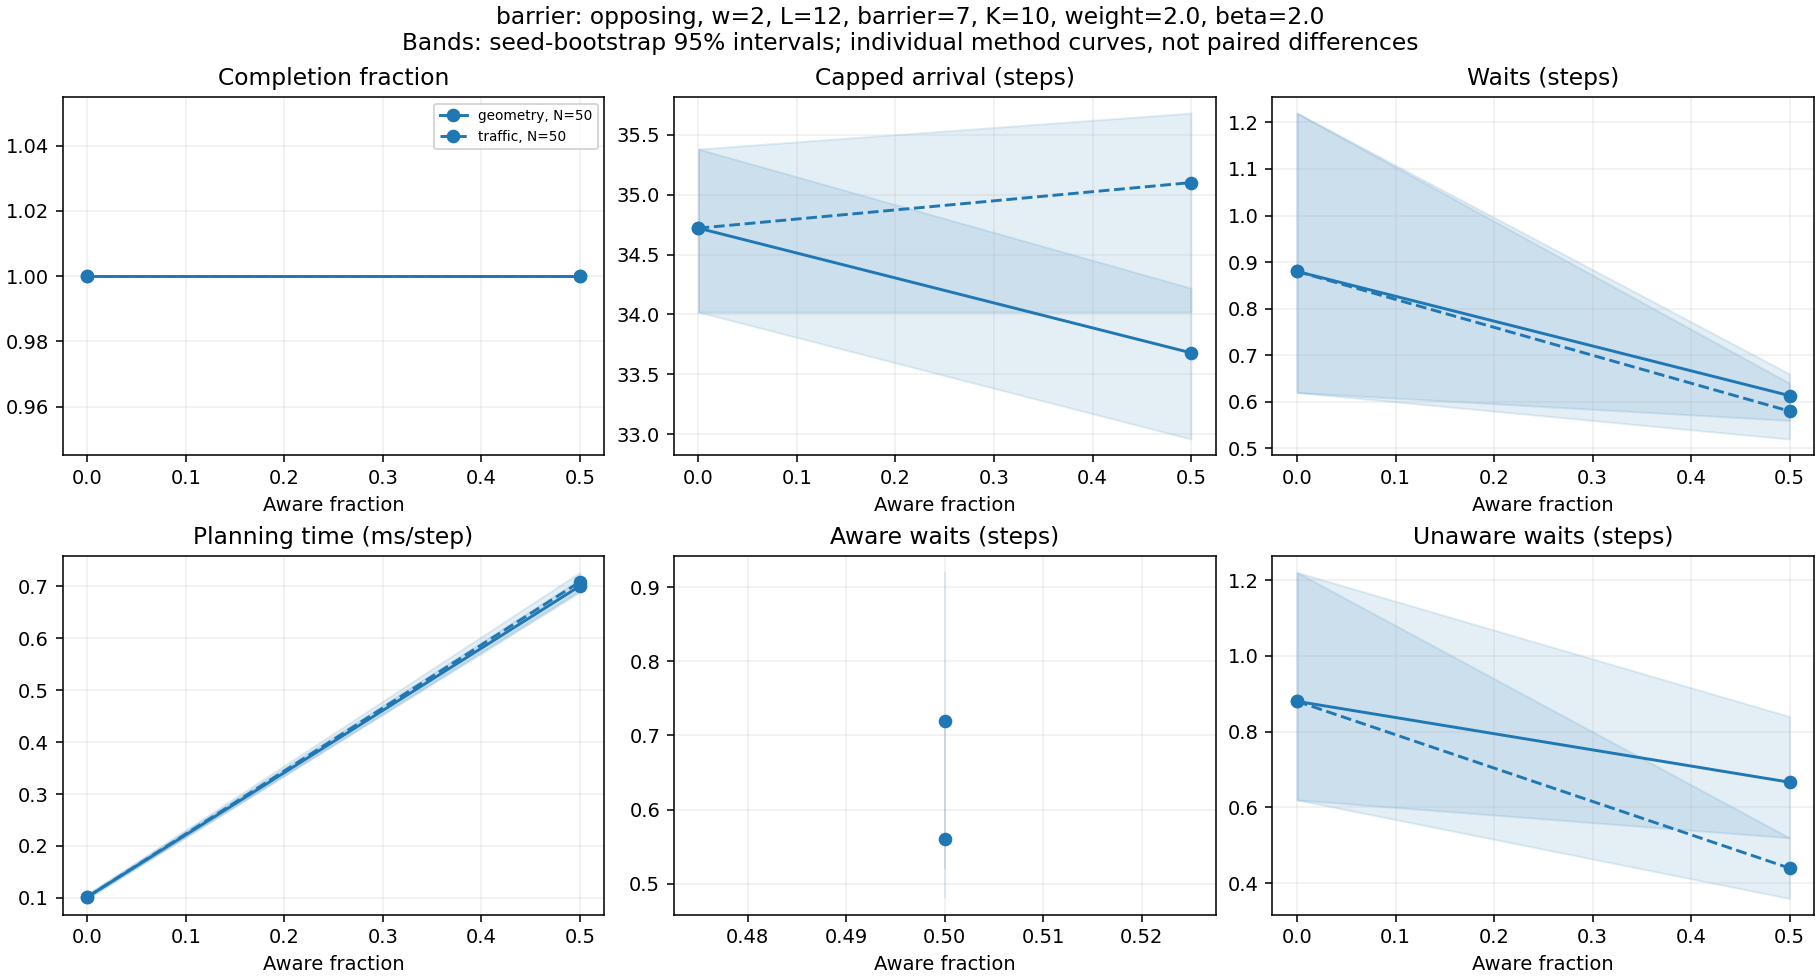 barrier: opposing, w=2, L=12, barrier=7, K=10, weight=2.0, beta=2.0
Bands: seed-bootstrap 95% intervals; individual method curves, not paired differences
Completion fraction
geometry, N=50
traffic, N=50
1.04
1.02
1.00
0.98
0.96
0.0 0.1 0.2 0.3 0.4 0.5
Aware fraction
Capped arrival (steps)
35.5
35.0
34.5
34.0
33.5
33.0
0.0 0.1 0.2 0.3 0.4 0.5
Aware fraction
Waits (steps)
1.2
1.1
1.0
0.9
0.8
0.7
0.6
0.5
0.0 0.1 0.2 0.3 0.4 0.5
Aware fraction
Planning time (ms/step)
0.7
0.6
0.5
0.4
0.3
0.2
0.1
0.0 0.1 0.2 0.3 0.4 0.5
Aware fraction
Aware waits (steps)
0.9
0.8
0.7
0.6
0.5
0.48 0.49 0.50 0.51 0.52
Aware fraction
Unaware waits (steps)
1.2
1.0
0.8
0.6
0.4
0.0 0.1 0.2 0.3 0.4 0.5
Aware fraction